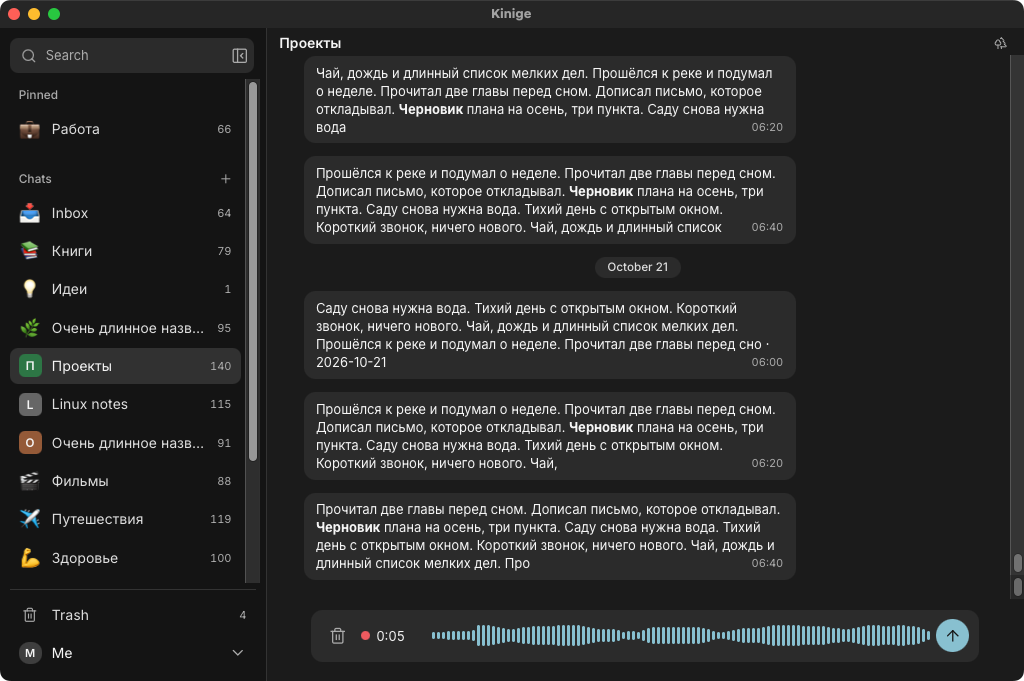 Kinige
Search
Pinned
Работа 66
Chats
Inbox 64
Книги 79
Идеи 1
Очень длинное назв... 95
П Проекты 140
L Linux notes 115
О Очень длинное назв... 91
Фильмы 88
Путешествия 119
Здоровье 100
Trash 4
M Me
Проекты
Чай, дождь и длинный список мелких дел. Прошёлся к реке и подумал
о неделе. Прочитал две главы перед сном. Дописал письмо, которое
откладывал. Черновик плана на осень, три пункта. Саду снова нужна
вода 06:20
Прошёлся к реке и подумал о неделе. Прочитал две главы перед сном.
Дописал письмо, которое откладывал. Черновик плана на осень, три
пункта. Саду снова нужна вода. Тихий день с открытым окном.
Короткий звонок, ничего нового. Чай, дождь и длинный список 06:40
October 21
Саду снова нужна вода. Тихий день с открытым окном. Короткий
звонок, ничего нового. Чай, дождь и длинный список мелких дел.
Прошёлся к реке и подумал о неделе. Прочитал две главы перед сно ·
2026-10-21 06:00
Прошёлся к реке и подумал о неделе. Прочитал две главы перед сном.
Дописал письмо, которое откладывал. Черновик плана на осень, три
пункта. Саду снова нужна вода. Тихий день с открытым окном.
Короткий звонок, ничего нового. Чай, 06:20
Прочитал две главы перед сном. Дописал письмо, которое откладывал.
Черновик плана на осень, три пункта. Саду снова нужна вода. Тихий
день с открытым окном. Короткий звонок, ничего нового. Чай, дождь и
длинный список мелких дел. Про 06:40
0:05